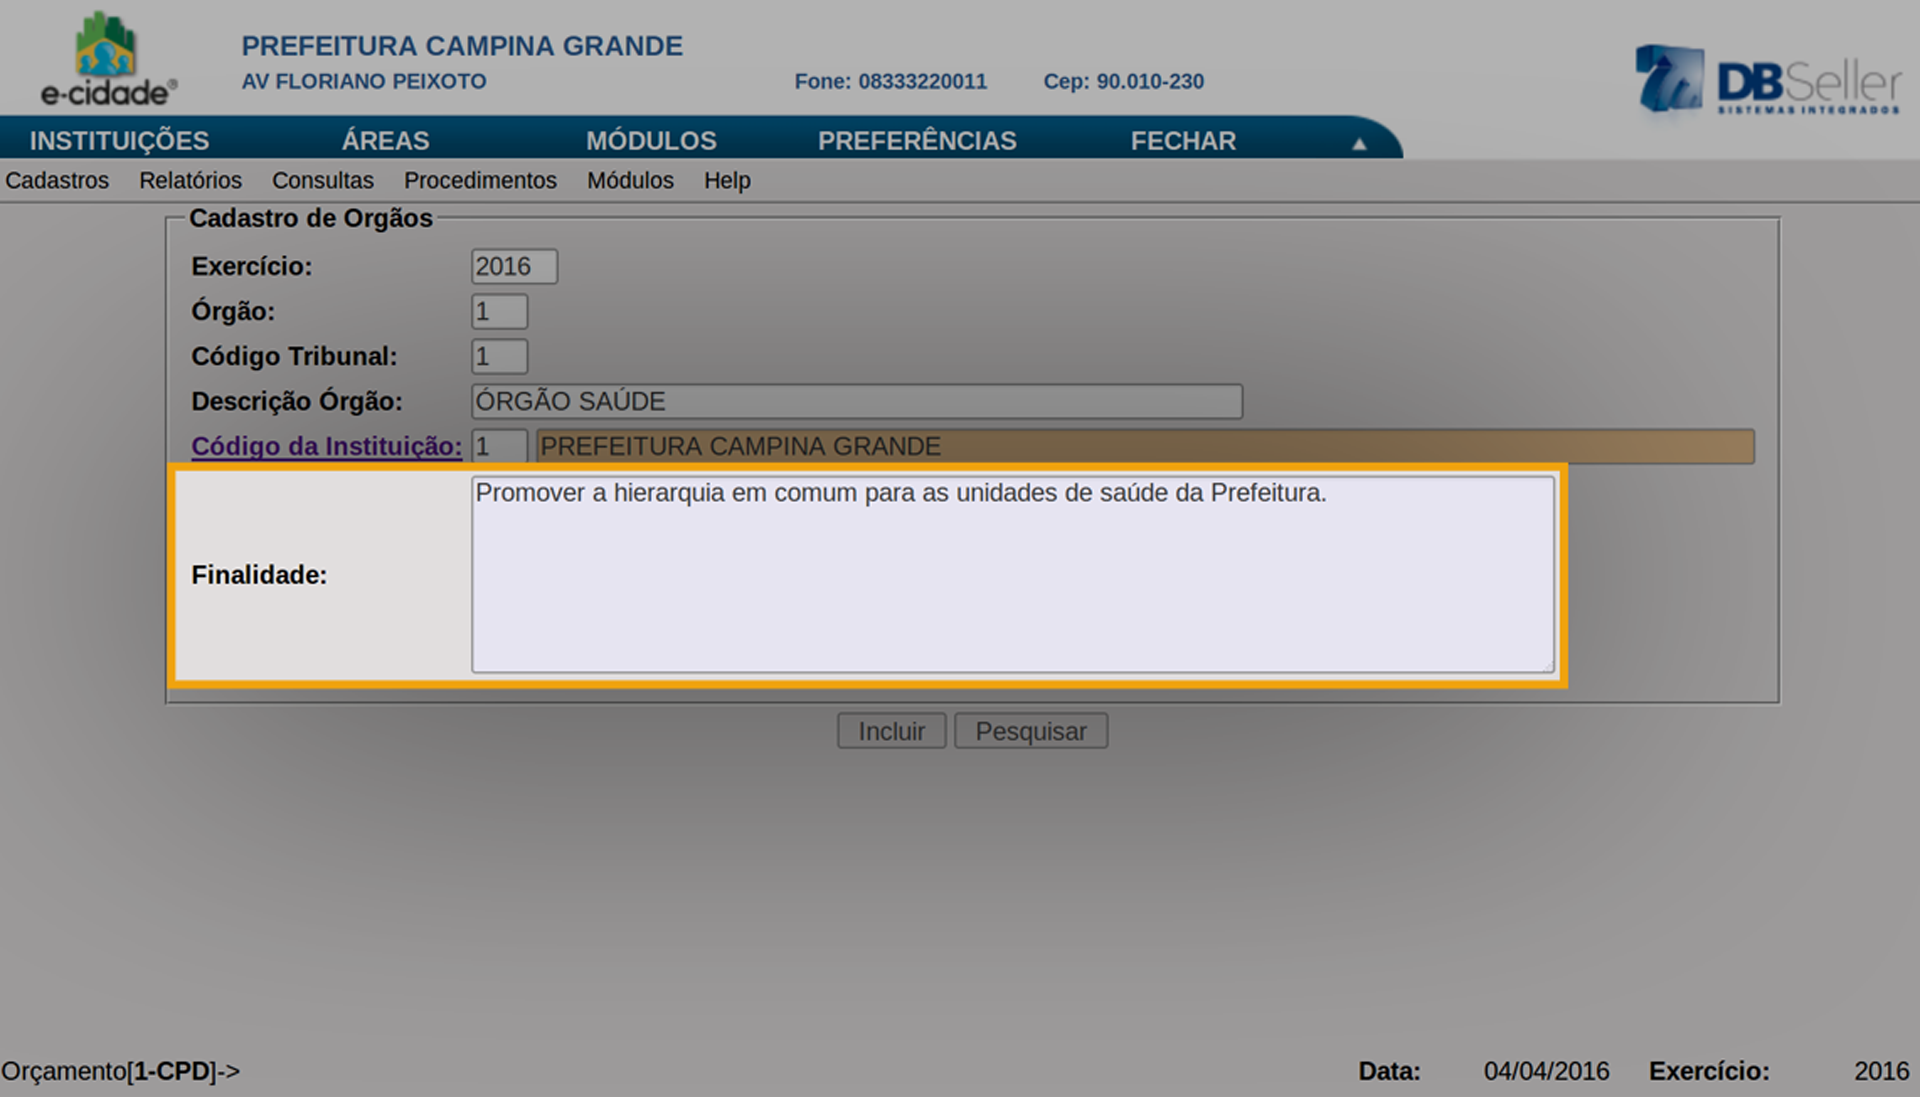 e-cidade®
PREFEITURA CAMPINA GRANDE
AV FLORIANO PEIXOTO Fone: 08333220011 Cep: 90.010-230
DBSeller
SISTEMAS INTEGRADOS
INSTITUIÇÕES ÁREAS MÓDULOS PREFERÊNCIAS FECHAR ▲
Cadastros Relatórios Consultas Procedimentos Módulos Help
Cadastro de Orgãos
Exercício: 2016
Órgão: 1
Código Tribunal: 1
Descrição Órgão: ÓRGÃO SAÚDE
Código da Instituição: 1 PREFEITURA CAMPINA GRANDE
Finalidade: Promover a hierarquia em comum para as unidades de saúde da Prefeitura.
Incluir Pesquisar
Orçamento[1-CPD]-> Data: 04/04/2016 Exercício: 2016